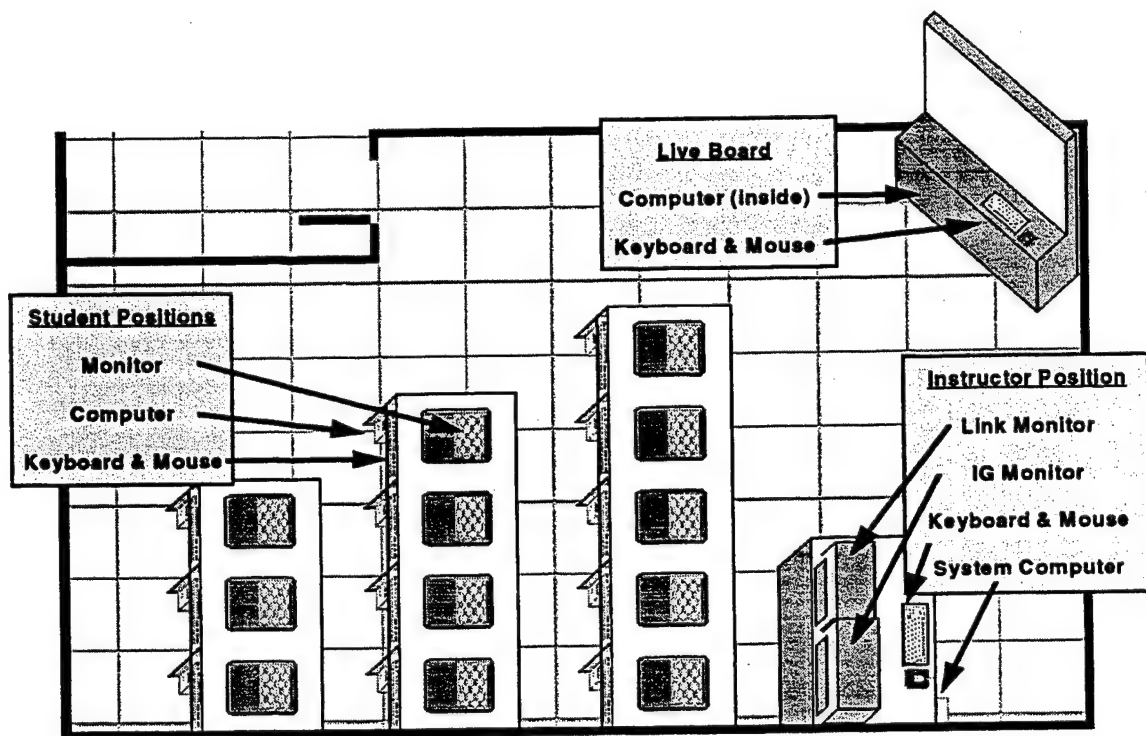 Live Board
Computer (inside)
Keyboard & Mouse
Student Positions
Monitor
Computer
Keyboard & Mouse
Instructor Position
Link Monitor
IG Monitor
Keyboard & Mouse
System Computer